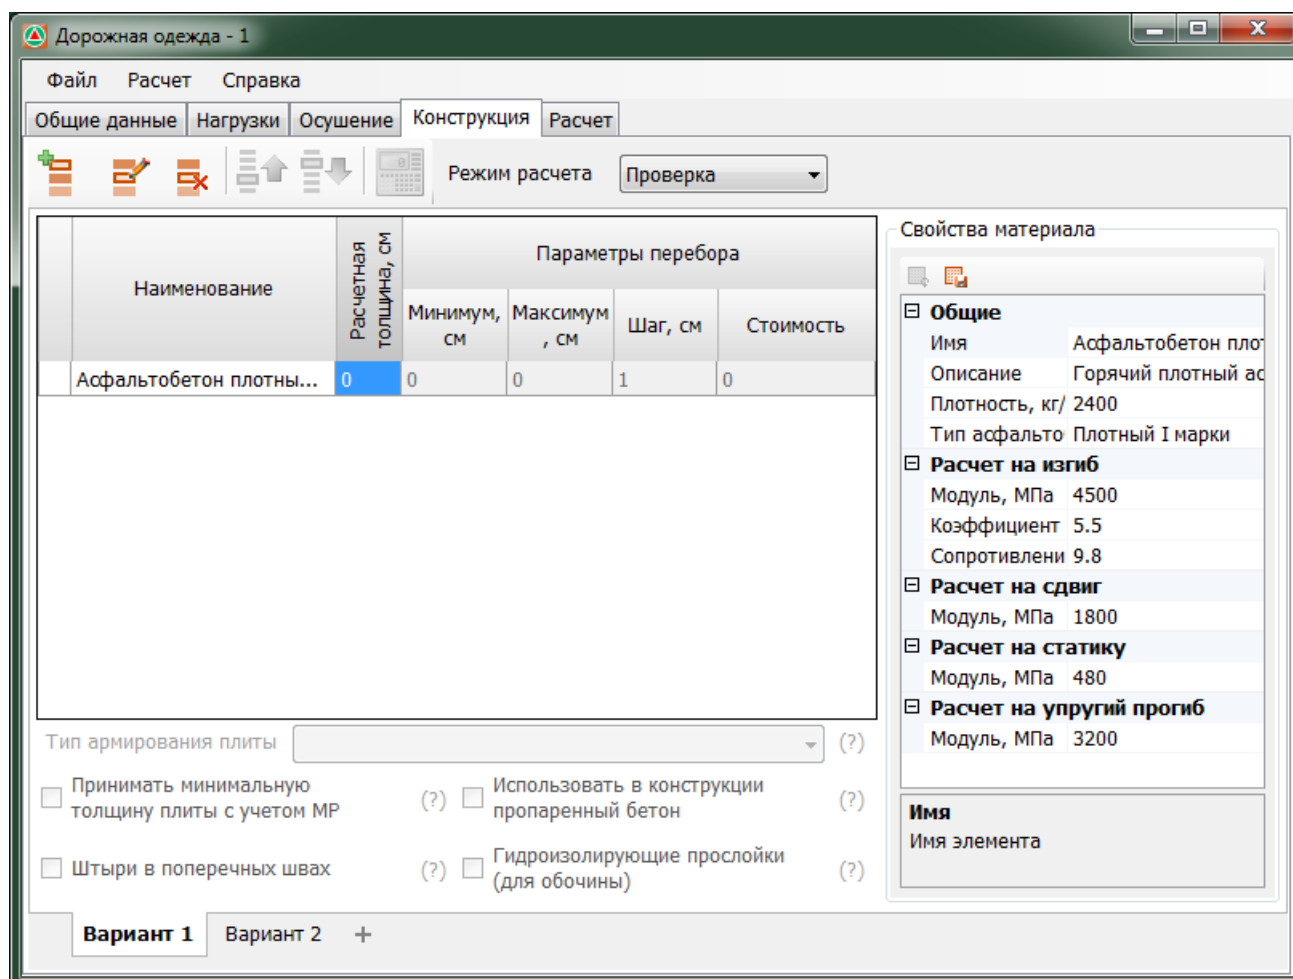 Дорожная одежда - 1
Файл Расчет Справка
Общие данные Нагрузки Осушение Конструкция Расчет
Режим расчета Проверка
Наименование
Расчетная
толщина, см
Параметры перебора
Минимум,
см
Максимум
, см
Шаг, см
Стоимость
Асфальтобетон плотны... 0 0 0 1 0
Тип армирования плиты (?)
Принимать минимальную
толщину плиты с учетом МР
(?)
Использовать в конструкции
пропаренный бетон
(?)
Штыри в поперечных швах (?)
Гидроизолирующие прослойки
(для обочины)
(?)
Свойства материала
Общие
Имя Асфальтобетон плот
Описание Горячий плотный ас
Плотность, кг/ 2400
Тип асфальто Плотный I марки
Расчет на изгиб
Модуль, МПа 4500
Коэффициент 5.5
Сопротивлени 9.8
Расчет на сдвиг
Модуль, МПа 1800
Расчет на статику
Модуль, МПа 480
Расчет на упругий прогиб
Модуль, МПа 3200
Имя
Имя элемента
Вариант 1 Вариант 2 +